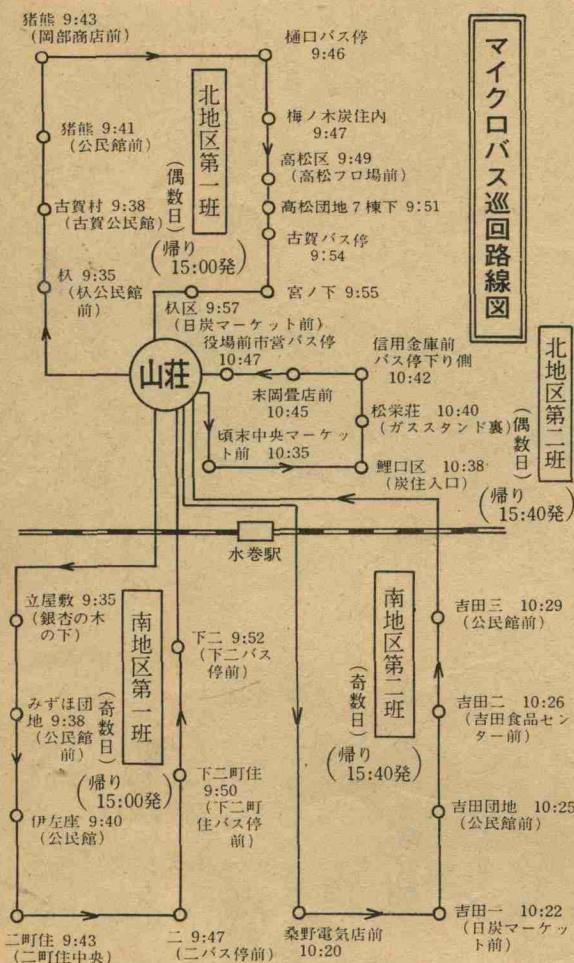 マイクロバス巡回路線図
北地区第一班
(偶数日)
(帰り
15:00発)
猪熊 9:43
(岡部商店前)
樋口バス停
9:46
猪熊 9:41
(公民館前)
梅ノ木炭住内
9:47
古賀村 9:38
(古賀公民館)
高松区 9:49
(高松フロ場前)
高松団地7棟下 9:51
古賀バス停
9:54
杁 9:35
(杁公民館
前)
杁区 9:57
(日炭マーケット前)
宮ノ下 9:55
山荘
北地区第二班
(偶数日)
(帰り
15:40発)
役場前市営バス停
10:47
信用金庫前
バス停下り側
10:42
末岡畳店前
10:45
松栄荘 10:40
(ガススタンド裏)
頃末中央マーケッ
ト前 10:35
鯉口区 10:38
(炭住入口)
水巻駅
南地区第一班
(奇数日)
(帰り
15:00発)
立屋敷 9:35
(銀杏の木
の下)
下二 9:52
(下二バス
停前)
みずほ団
地 9:38
(公民館
前)
下二町住
9:50
(下二町
住バス停
前)
伊左座 9:40
(公民館)
二町住 9:43
(二町住中央)
二 9:47
(二バス停前)
南地区第二班
(奇数日)
(帰り
15:40発)
吉田三 10:29
(公民館前)
吉田二 10:26
(吉田食品セン
ター前)
吉田団地 10:25
(公民館前)
桑野電気店前
10:20
吉田一 10:22
(日炭マーケッ
ト前)